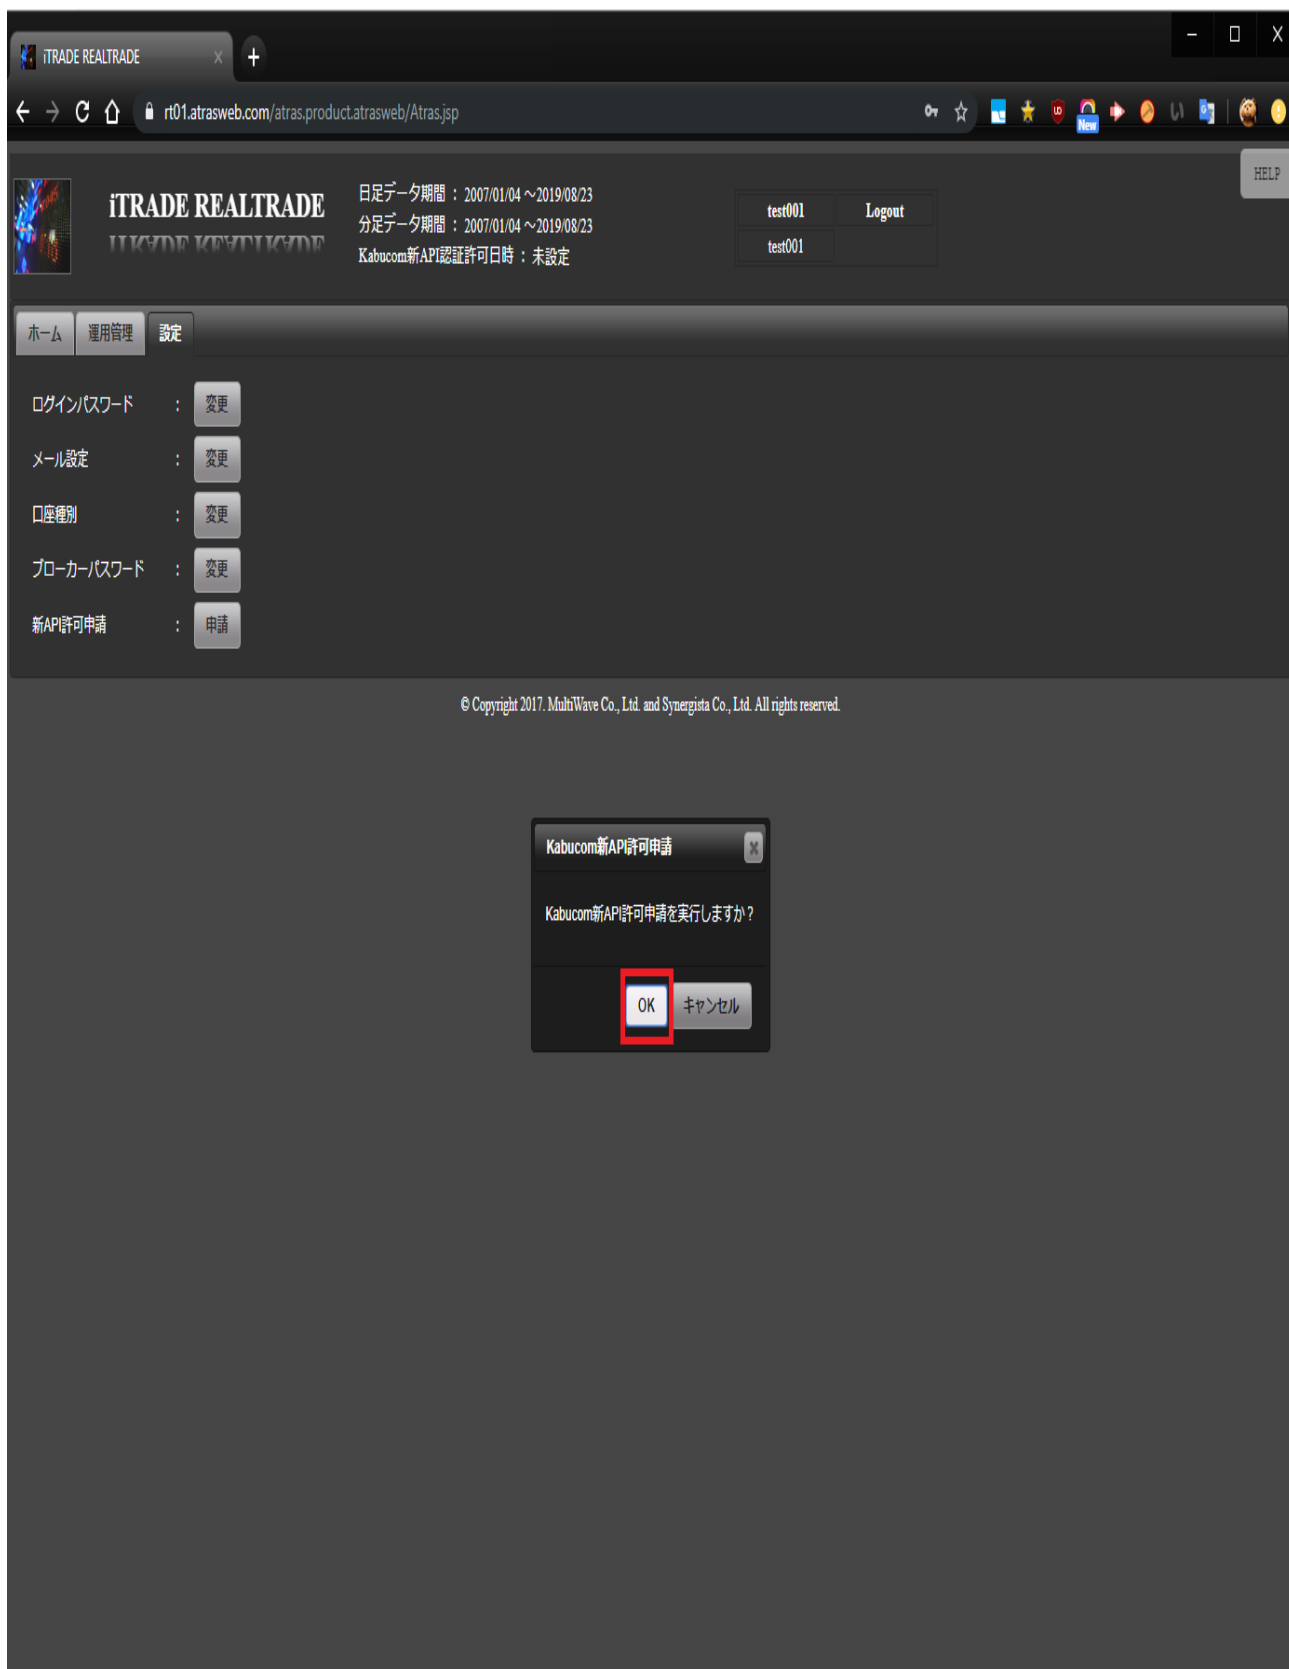 iTRADE REALTRADE
rt01.atrasweb.com/atras.product.atrasweb/Atras.jsp
New
HELP
iTRADE REALTRADE
日足データ期間 : 2007/01/04 ～2019/08/23
分足データ期間 : 2007/01/04 ～2019/08/23
Kabucom新API認証許可日時 : 未設定
test001 Logout
test001
ホーム 運用管理 設定
ログインパスワード : 変更
メール設定 : 変更
口座種別 : 変更
ブローカーパスワード : 変更
新API許可申請 : 申請
© Copyright 2017. MultiWave Co., Ltd. and Synergista Co., Ltd. All rights reserved.
Kabucom新API許可申請
Kabucom新API許可申請を実行しますか？
OK キャンセル